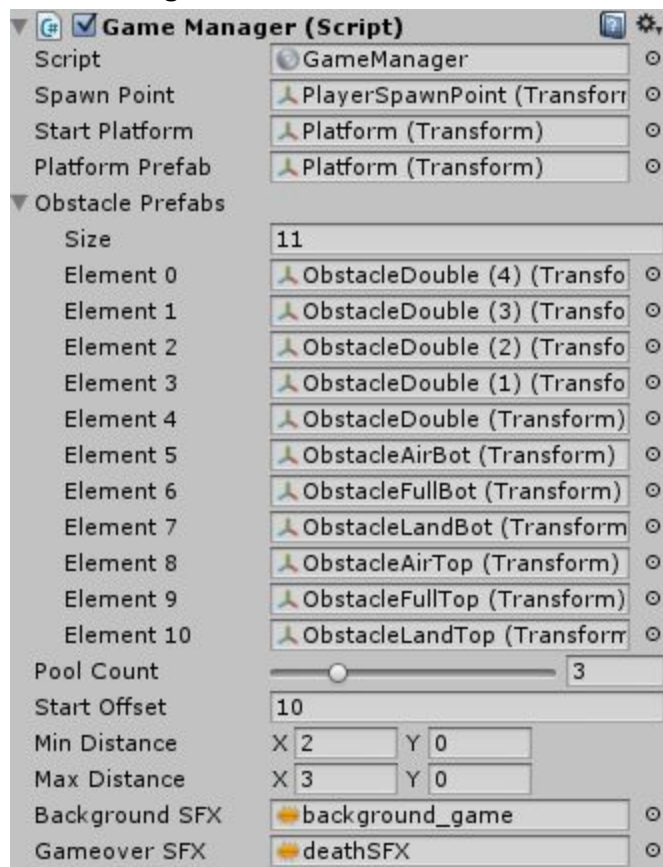 Game Manager (Script)
Script GameManager
Spawn Point PlayerSpawnPoint (Transforr
Start Platform Platform (Transform)
Platform Prefab Platform (Transform)
Obstacle Prefabs
Size 11
Element 0 ObstacleDouble (4) (Transfo
Element 1 ObstacleDouble (3) (Transfo
Element 2 ObstacleDouble (2) (Transfo
Element 3 ObstacleDouble (1) (Transfo
Element 4 ObstacleDouble (Transform)
Element 5 ObstacleAirBot (Transform)
Element 6 ObstacleFullBot (Transform)
Element 7 ObstacleLandBot (Transform
Element 8 ObstacleAirTop (Transform)
Element 9 ObstacleFullTop (Transform)
Element 10 ObstacleLandTop (Transform
Pool Count 3
Start Offset 10
Min Distance X 2 Y 0
Max Distance X 3 Y 0
Background SFX background_game
Gameover SFX deathSFX